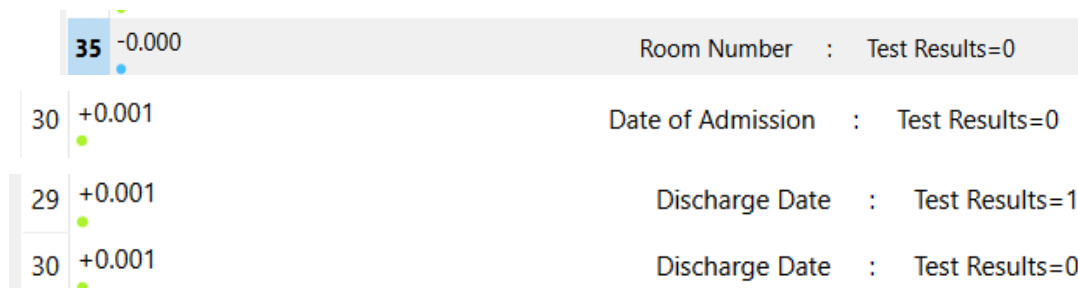 35 -0.000 Room Number : Test Results=0
30 +0.001 Date of Admission : Test Results=0
29 +0.001 Discharge Date : Test Results=1
30 +0.001 Discharge Date : Test Results=0